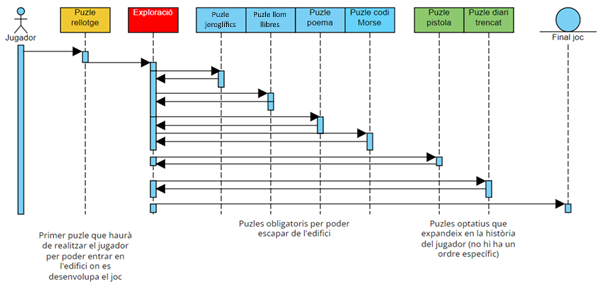 Jugador
Puzle
rellotge
Exploració
Puzle
jeroglífics
Puzle llom
llibres
Puzle
poema
Puzle codi
Morse
Puzle
pistola
Puzle diari
trencat
Final joc
Primer puzle que haurà
de realitzar el jugador
per poder entrar en
l'edifici on es
desenvolupa el joc
Puzles obligatoris per poder
escapar de l'edifici
Puzles optatius que
expandeix en la història
del jugador (no hi ha un
ordre específic)